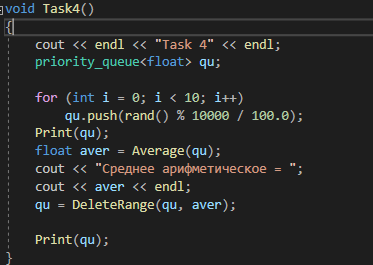 void Task4()
{
cout << endl << "Task 4" << endl;
priority_queue<float> qu;
for (int i = 0; i < 10; i++)
qu.push(rand() % 10000 / 100.0);
Print(qu);
float aver = Average(qu);
cout << "Среднее арифметическое = ";
cout << aver << endl;
qu = DeleteRange(qu, aver);
Print(qu);
}